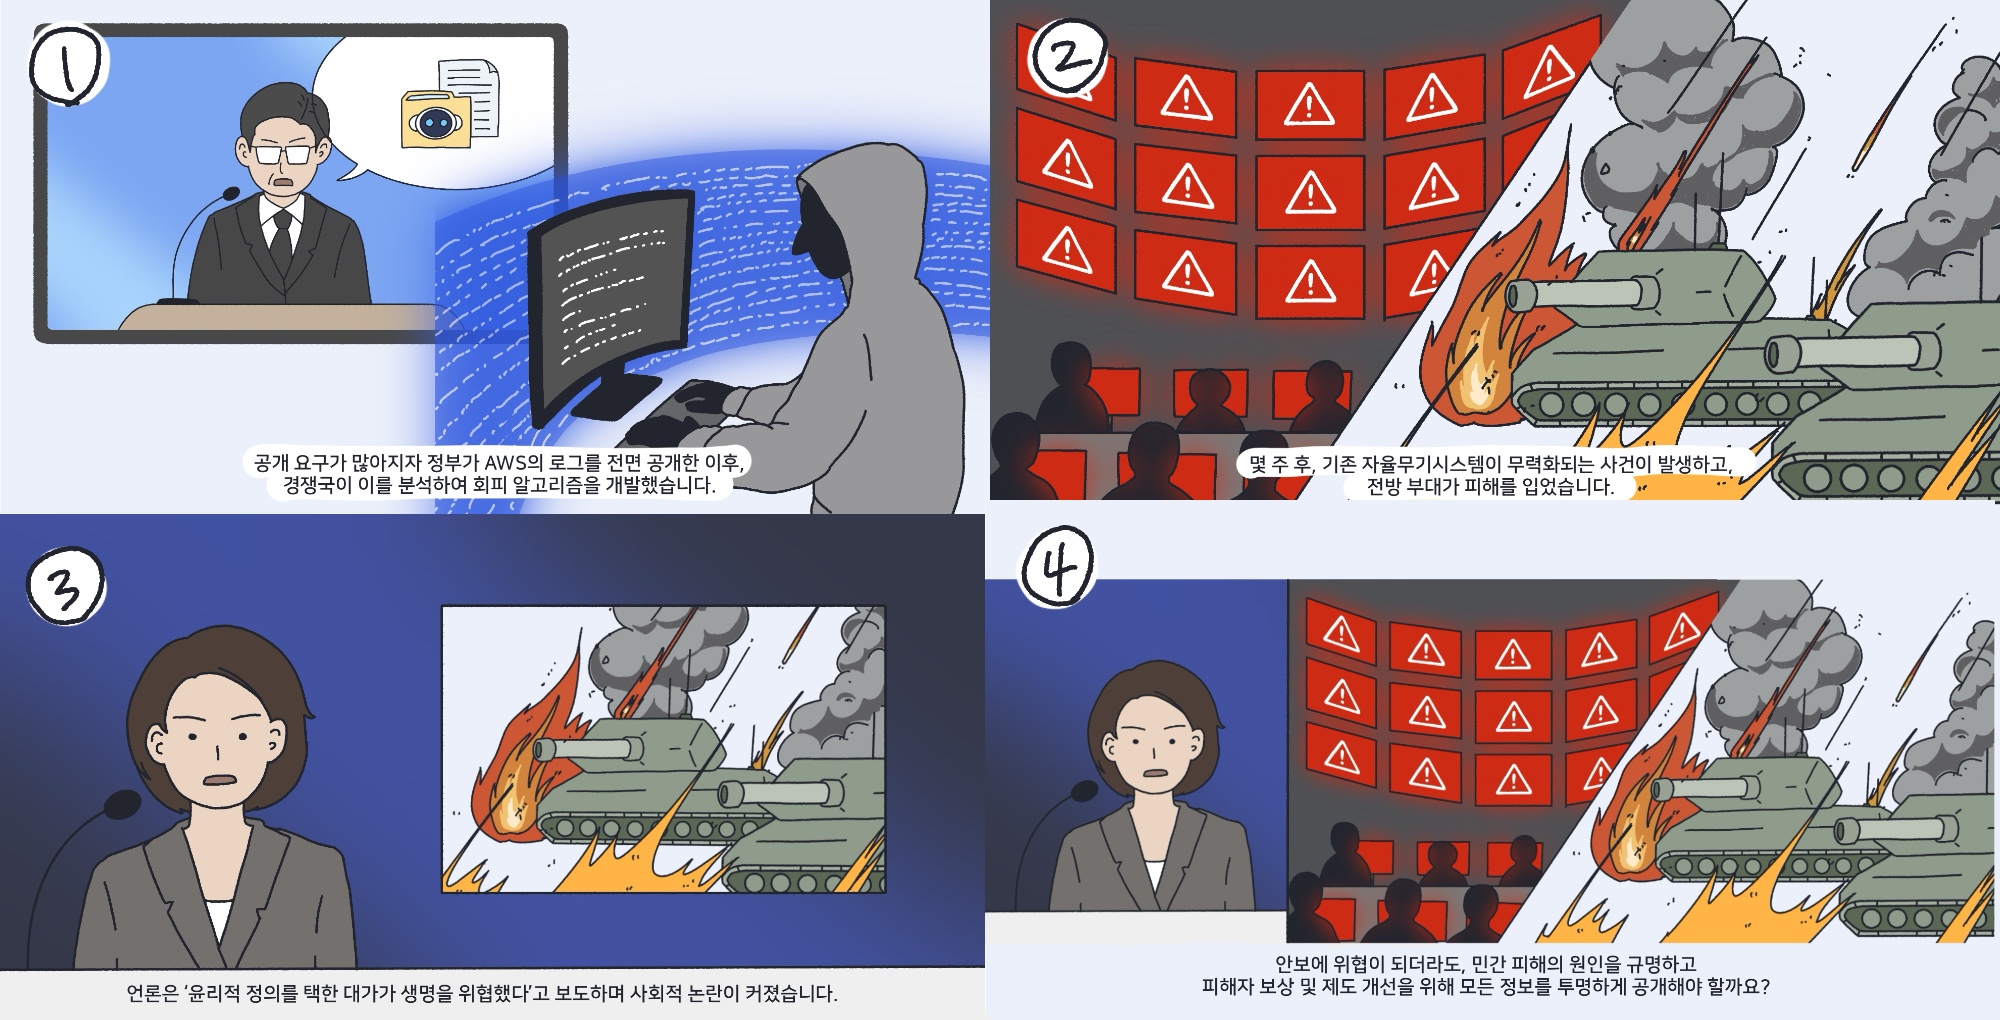 1
공개 요구가 많아지자 정부가 AWS의 로그를 전면 공개한 이후,
경쟁국이 이를 분석하여 회피 알고리즘을 개발했습니다.
2
몇 주 후, 기존 자율무기시스템이 무력화되는 사건이 발생하고,
전방 부대가 피해를 입었습니다.
3
언론은 ‘윤리적 정의를 택한 대가가 생명을 위협했다’고 보도하며 사회적 논란이 커졌습니다.
4
안보에 위협이 되더라도, 민간 피해의 원인을 규명하고
피해자 보상 및 제도 개선을 위해 모든 정보를 투명하게 공개해야 할까요?